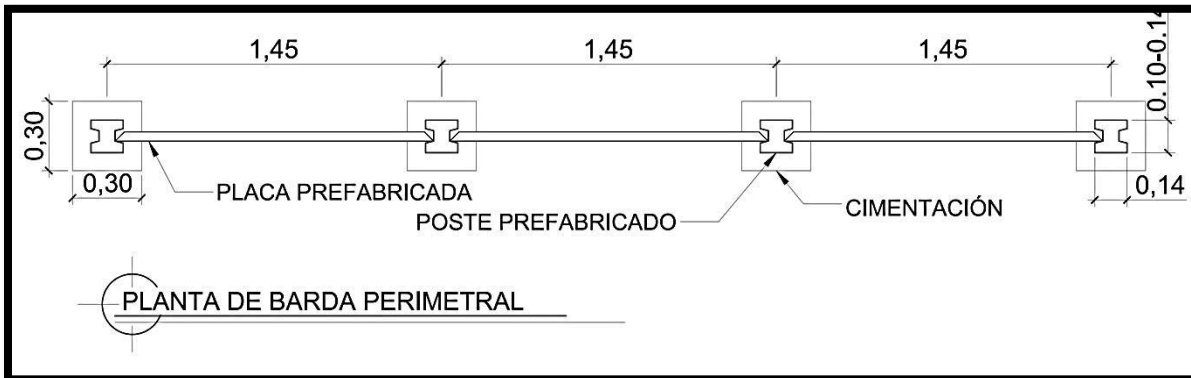 1,45 1,45 1,45
0.10-0.14
0,30
0,30
0,14
PLACA PREFABRICADA
CIMENTACIÓN
POSTE PREFABRICADO
PLANTA DE BARDA PERIMETRAL